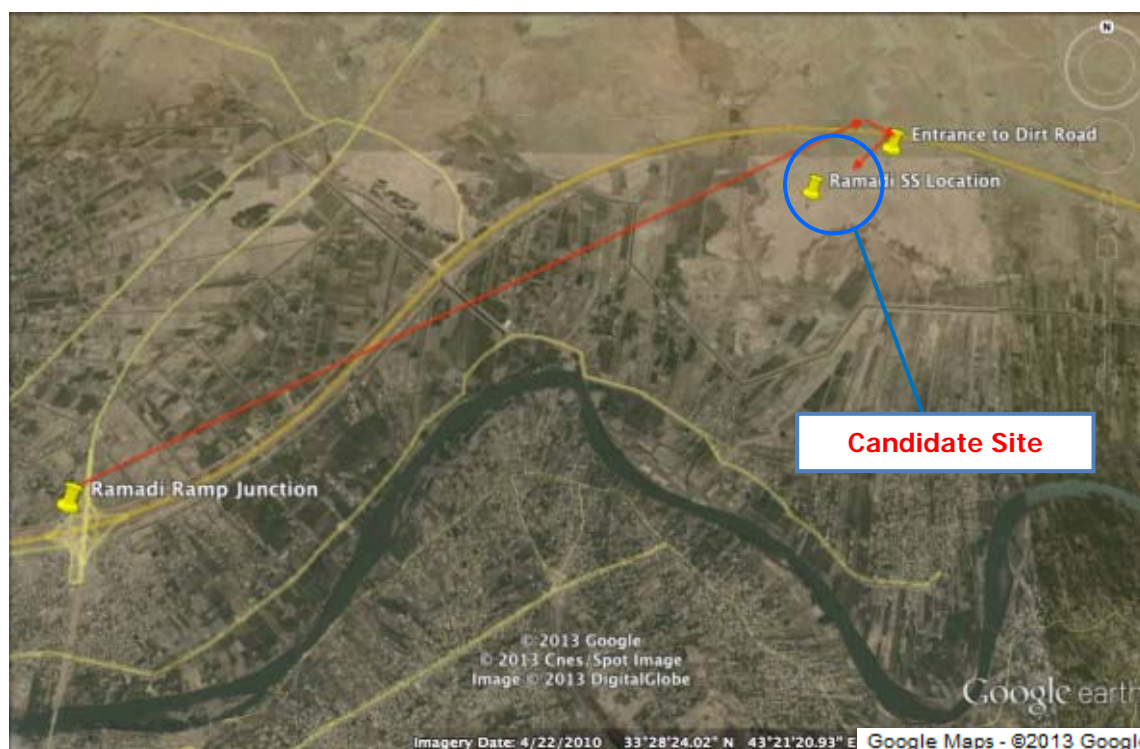 N
Entrance to Dirt Road
Ramadi SS Location
Candidate Site
Ramadi Ramp Junction
© 2013 Google
© 2013 Cnes/Spot Image
Image © 2013 DigitalGlobe
Google earth
Imagery Date: 4/22/2010 33°28'24.02" N 43°21'20.93" E
Google Maps - ©2013 Googl